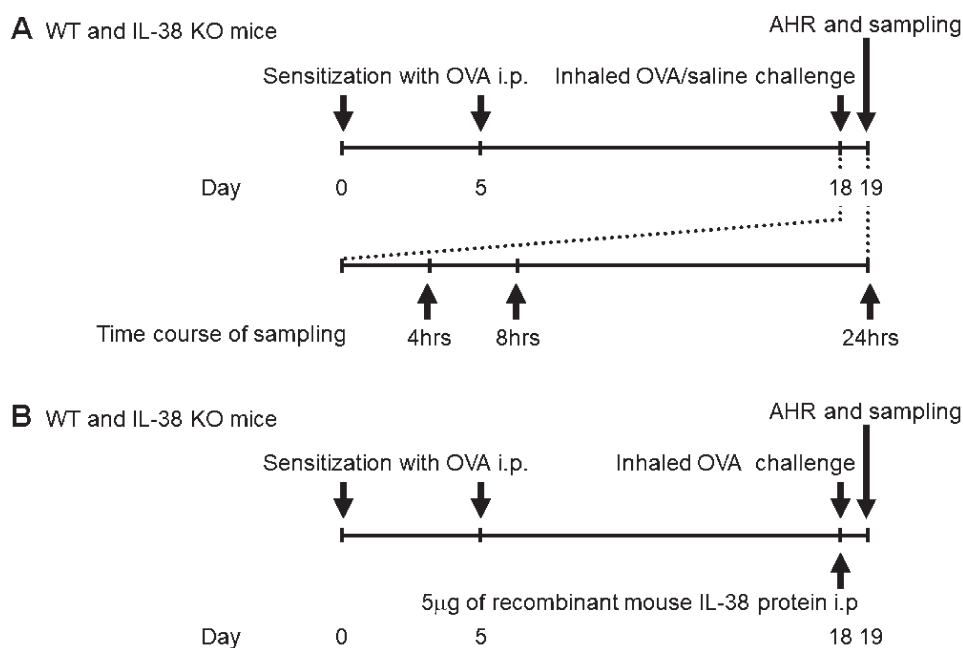 A WT and IL-38 KO mice
AHR and sampling
Sensitization with OVA i.p.
Inhaled OVA/saline challenge
Day 0 5 18 19
Time course of sampling 4hrs 8hrs 24hrs
B WT and IL-38 KO mice
AHR and sampling
Sensitization with OVA i.p.
Inhaled OVA challenge
5μg of recombinant mouse IL-38 protein i.p
Day 0 5 18 19